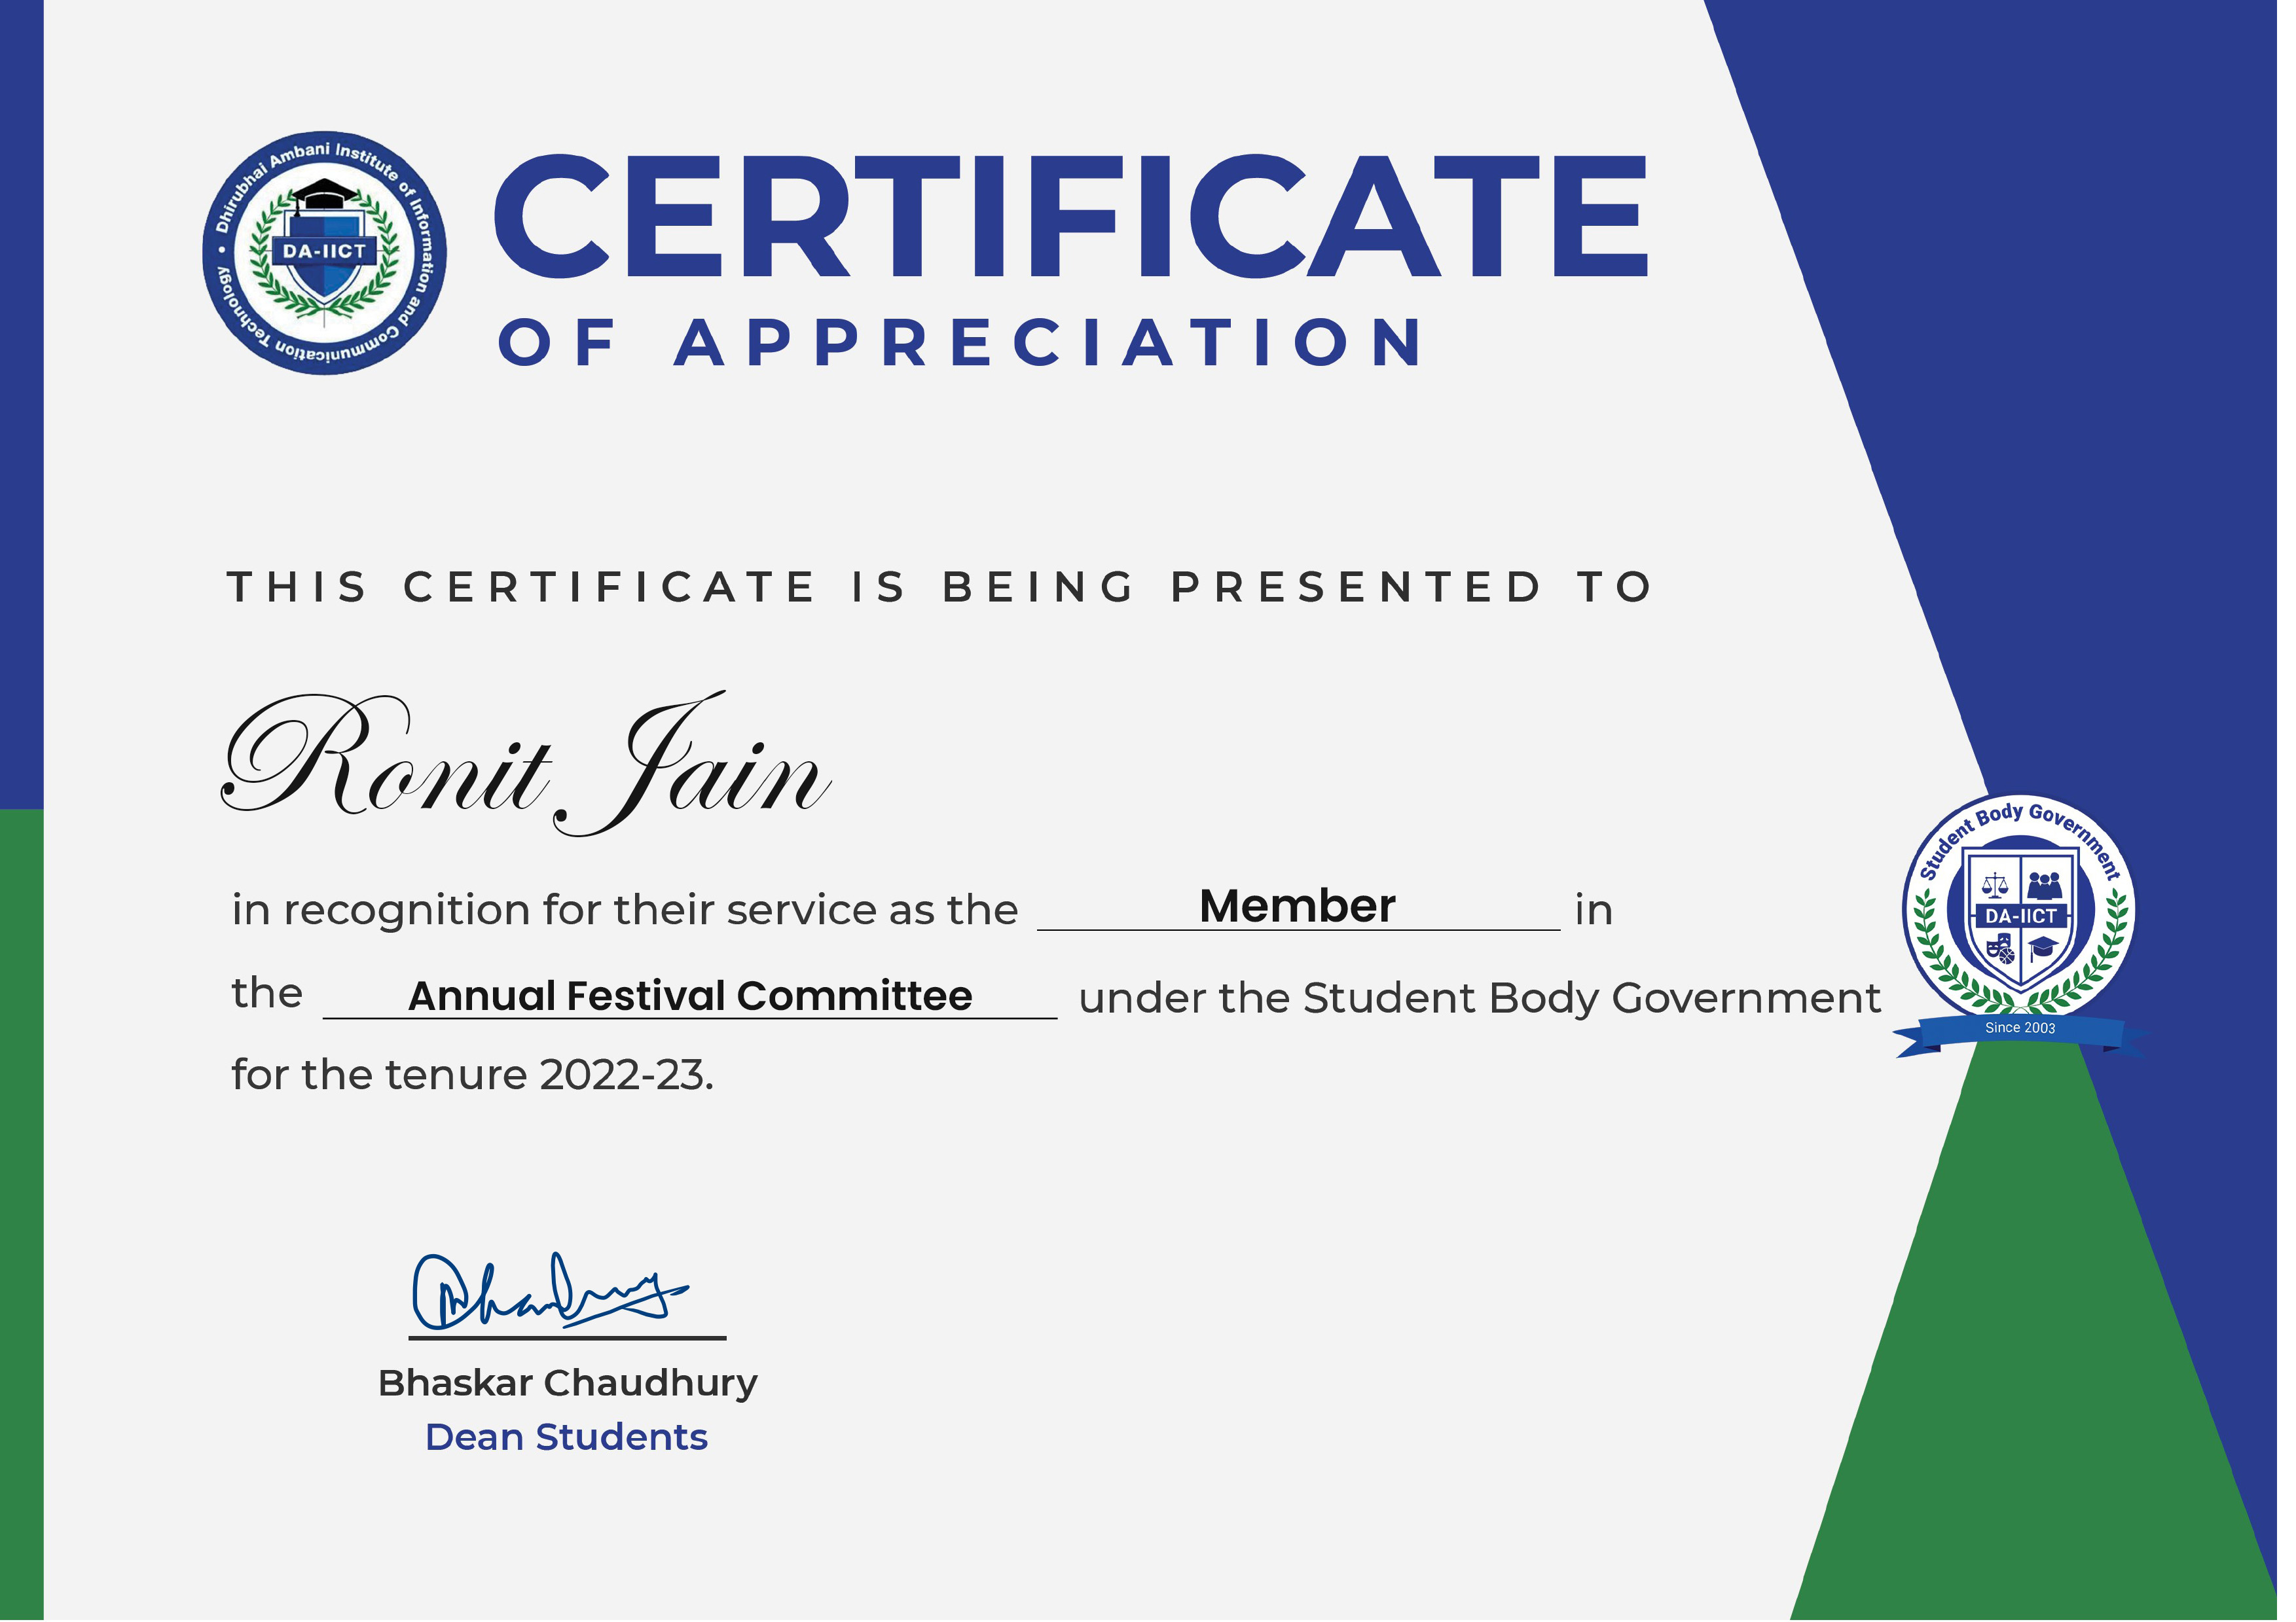 Dhirubhai Ambani Institute of Information and Communication Technology
DA-IICT
CERTIFICATE
OF APPRECIATION
THIS CERTIFICATE IS BEING PRESENTED TO
Ronit Jain
in recognition for their service as the Member in
the Annual Festival Committee under the Student Body Government
for the tenure 2022-23.
Student Body Government
DA-IICT
Since 2003
Bhaskar Chaudhury
Dean Students